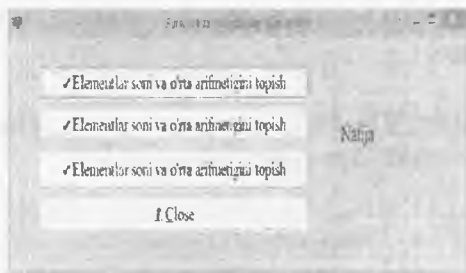 ✓Elementlar soni va o'rta arifmetigini topish
✓Elementlar soni va o'rta arifmetigini topish
Natija
✓Elementlar soni va o'rta arifmetigini topish
Close